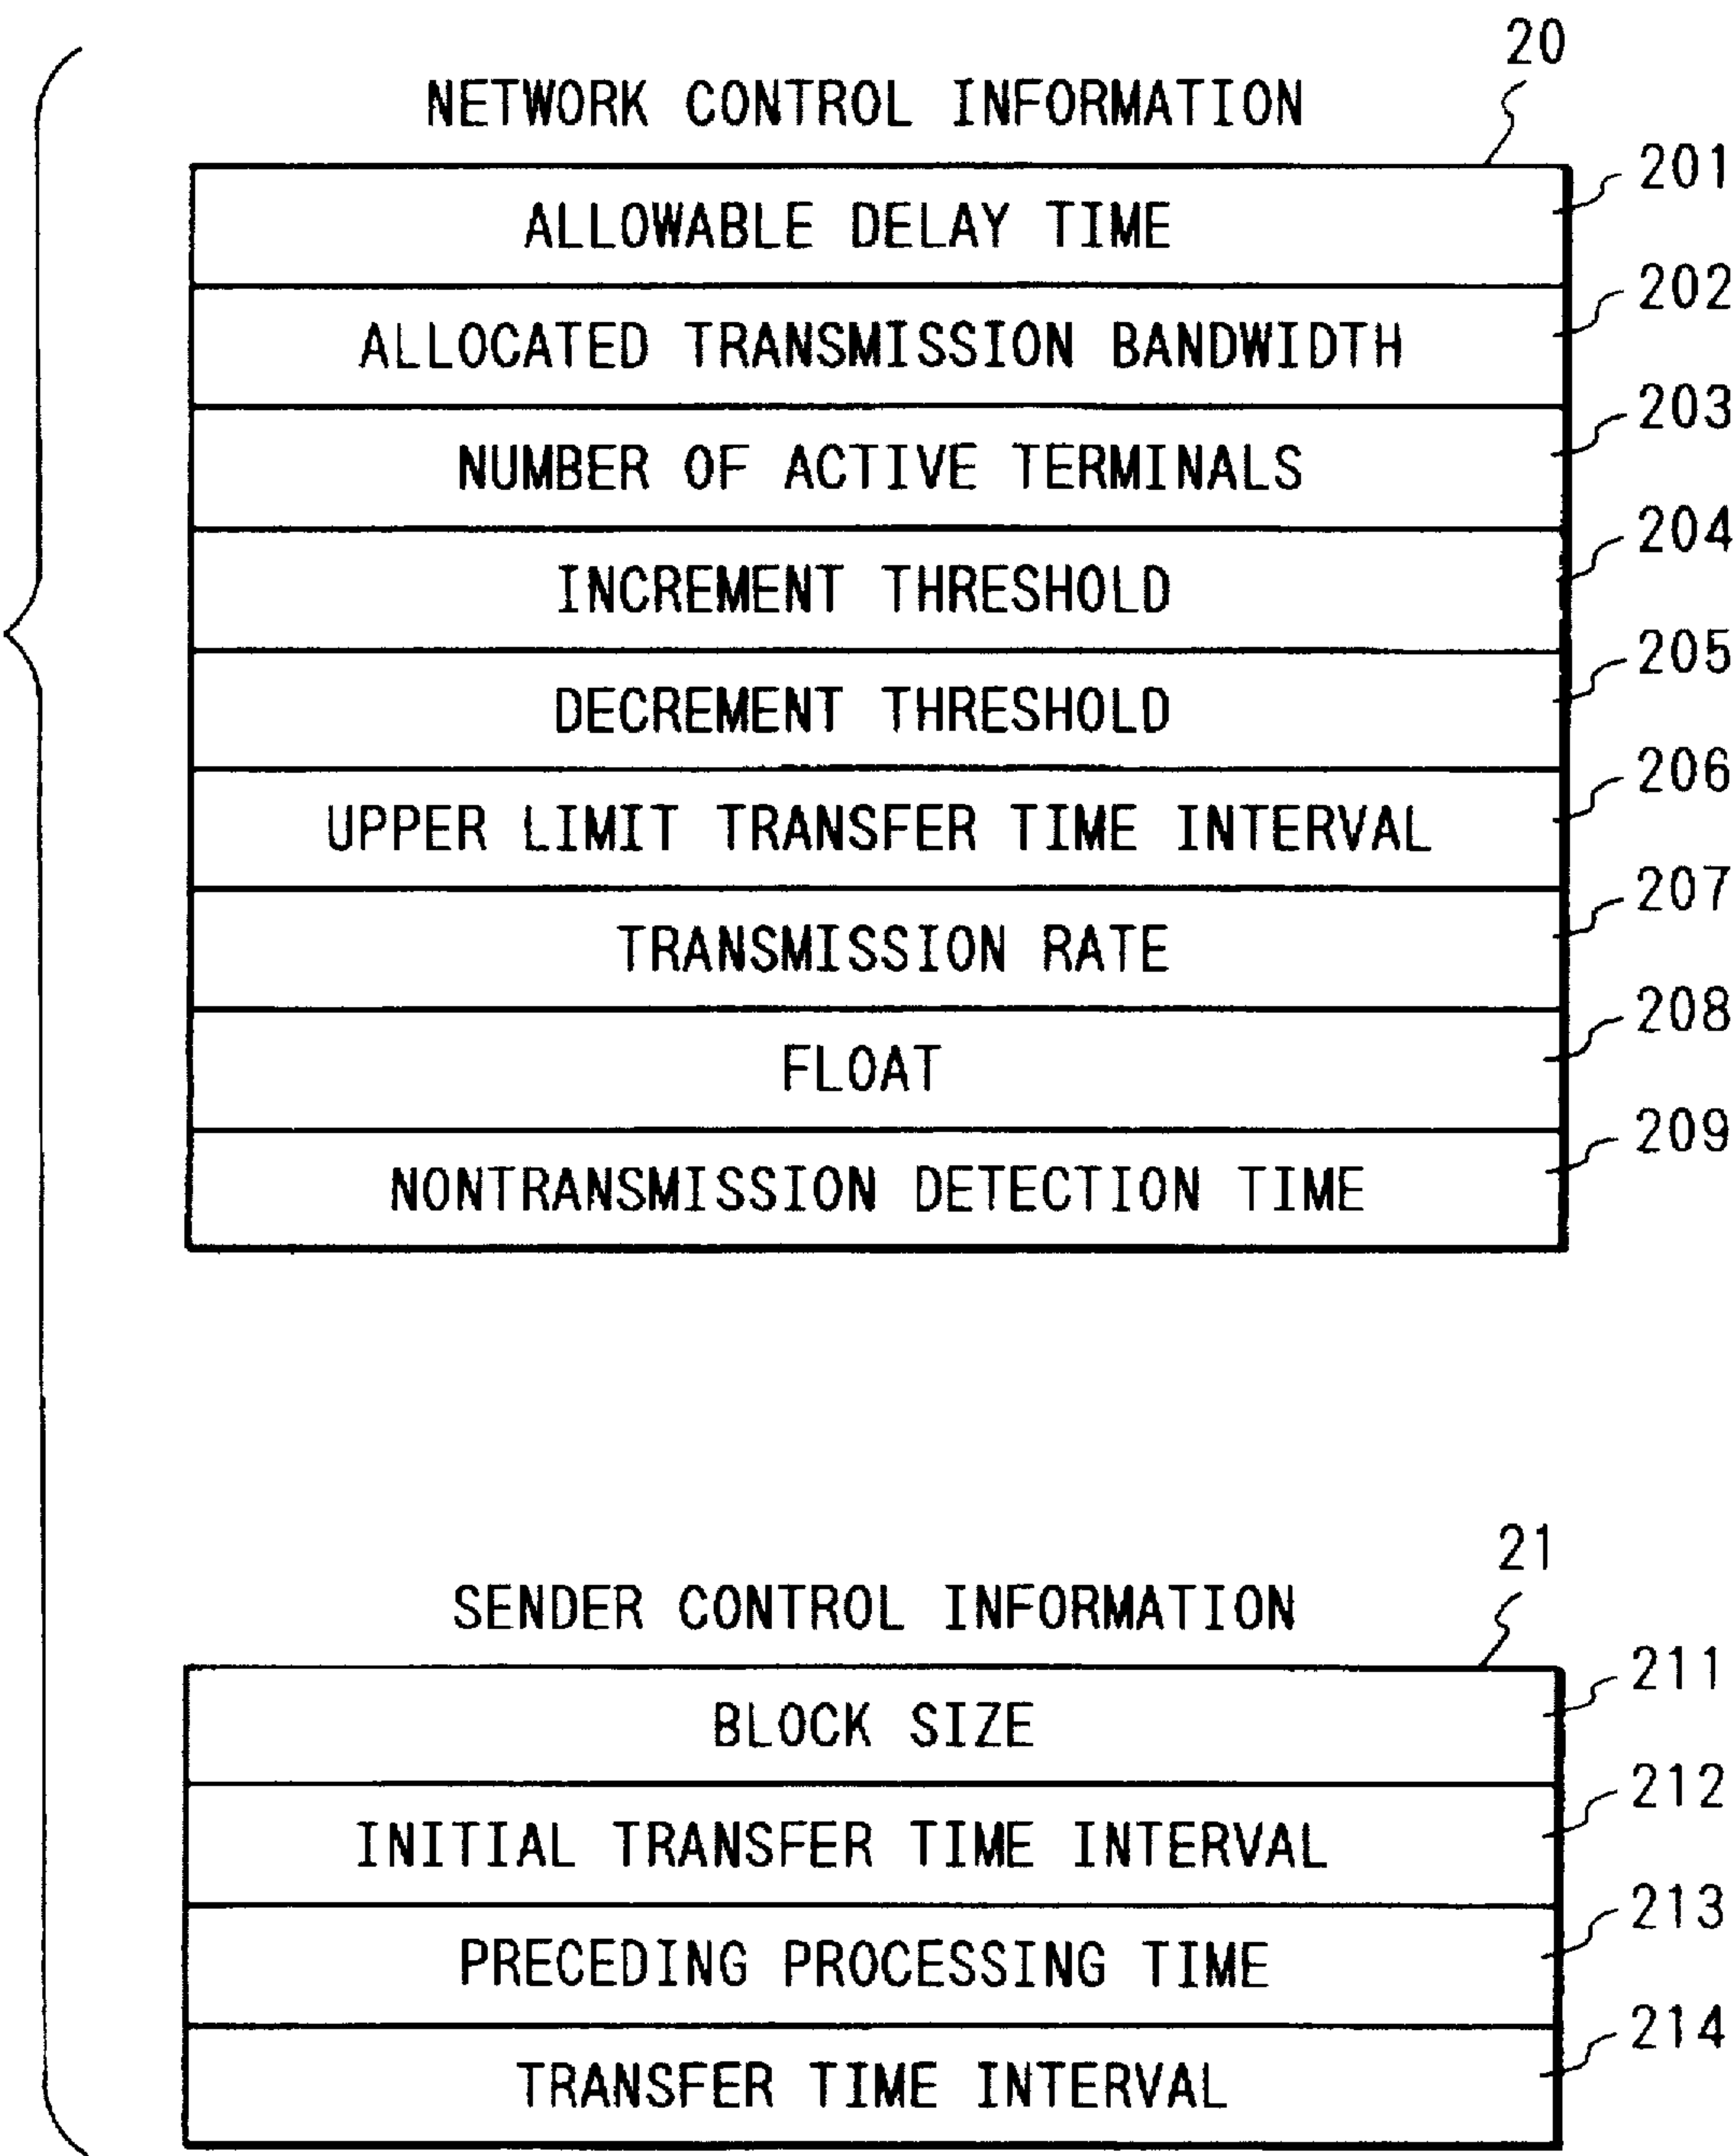 20
NETWORK CONTROL INFORMATION
ALLOWABLE DELAY TIME 201
ALLOCATED TRANSMISSION BANDWIDTH 202
NUMBER OF ACTIVE TERMINALS 203
INCREMENT THRESHOLD 204
DECREMENT THRESHOLD 205
UPPER LIMIT TRANSFER TIME INTERVAL 206
TRANSMISSION RATE 207
FLOAT 208
NONTRANSMISSION DETECTION TIME 209
21
SENDER CONTROL INFORMATION
BLOCK SIZE 211
INITIAL TRANSFER TIME INTERVAL 212
PRECEDING PROCESSING TIME 213
TRANSFER TIME INTERVAL 214